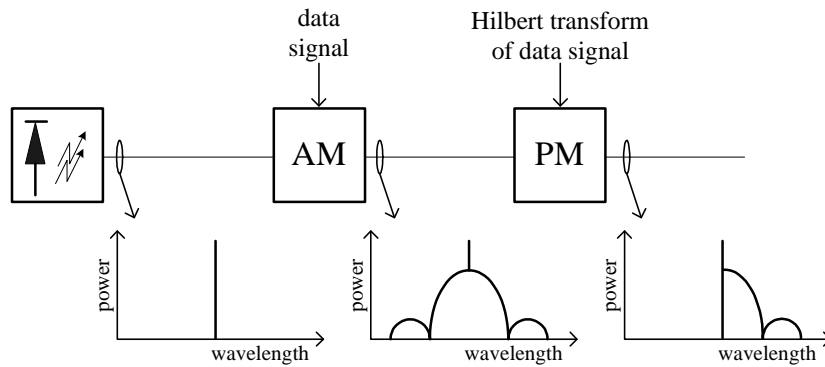 data
signal
Hilbert transform
of data signal
AM
PM
power
wavelength
power
wavelength
power
wavelength